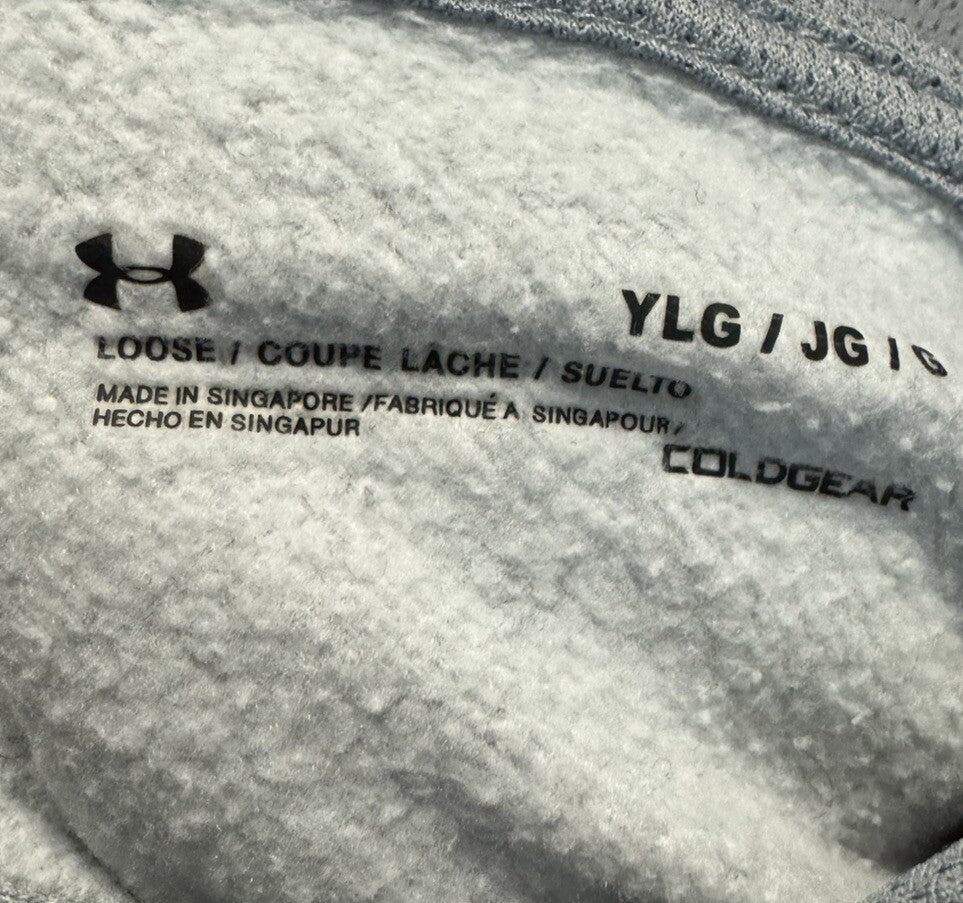 YLG / JG / G
LOOSE / COUPE LACHE / SUELTO
MADE IN SINGAPORE /FABRIQUÉ A SINGAPOUR/
HECHO EN SINGAPUR
COLDGEAR